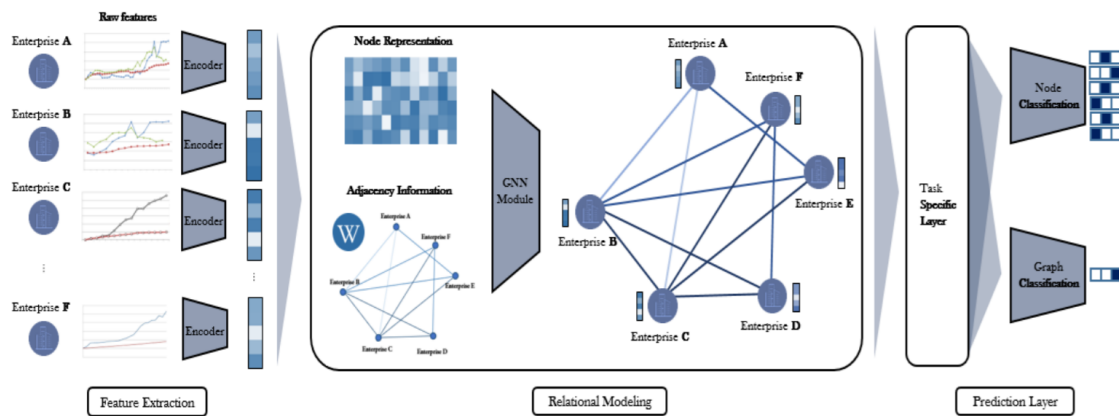 Raw features
Enterprise A
Encoder
Enterprise B
Encoder
Enterprise C
Encoder
Enterprise F
Encoder
Feature Extraction
Node Representation
Adjacency Information
W
Enterprise A
Enterprise F
Enterprise B
Enterprise E
Enterprise C
Enterprise D
GNN
Module
Enterprise A
Enterprise F
Enterprise E
Enterprise B
Enterprise D
Enterprise C
Relational Modeling
Task
Specific
Layer
Node
Classification
Graph
Classification
Prediction Layer